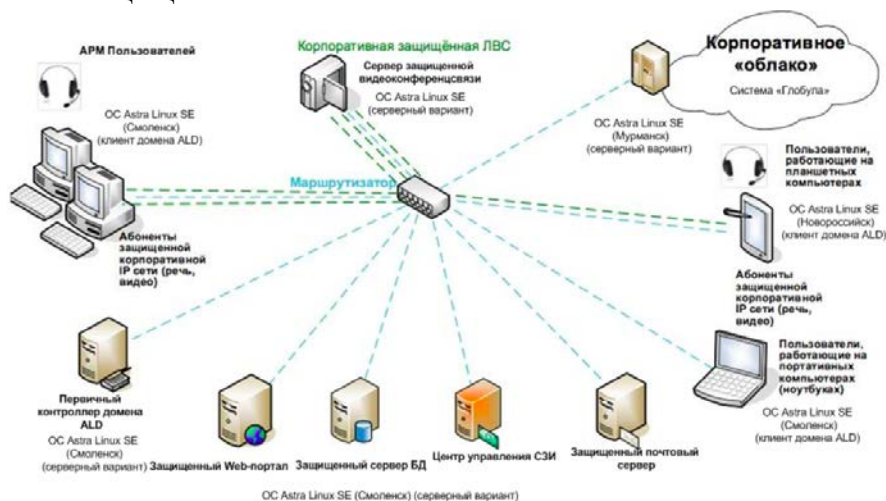 АРМ Пользователей
ОС Astra Linux SE
(Смоленск)
(клиент домена ALD)
Абоненты
защищенной
корпоративной
IP сети (речь,
видео)
Корпоративная защищённая ЛВС
Сервер защищенной
видеоконференцсвязи
ОС Astra Linux SE
(серверный вариант)
Маршрутизатор
Корпоративное
«облако»
Система «Глобула»
ОС Astra Linux SE
(Мурманск)
(серверный вариант)
Пользователи,
работающие на
планшетных
компьютерах
ОС Astra Linux SE
(Новороссийск)
(клиент домена ALD)
Абоненты
защищенной
корпоративной
IP сети (речь,
видео)
Пользователи,
работающие на
портативных
компьютерах
(ноутбуках)
ОС Astra Linux SE
(Смоленск)
(клиент домена ALD)
Первичный
контроллер домена
ALD
ОС Astra Linux SE
(Смоленск)
(серверный вариант)
Защищенный Web-портал
Защищенный сервер БД
Центр управления СЗИ
Защищенный почтовый
сервер
ОС Astra Linux SE (Смоленск) (серверный вариант)